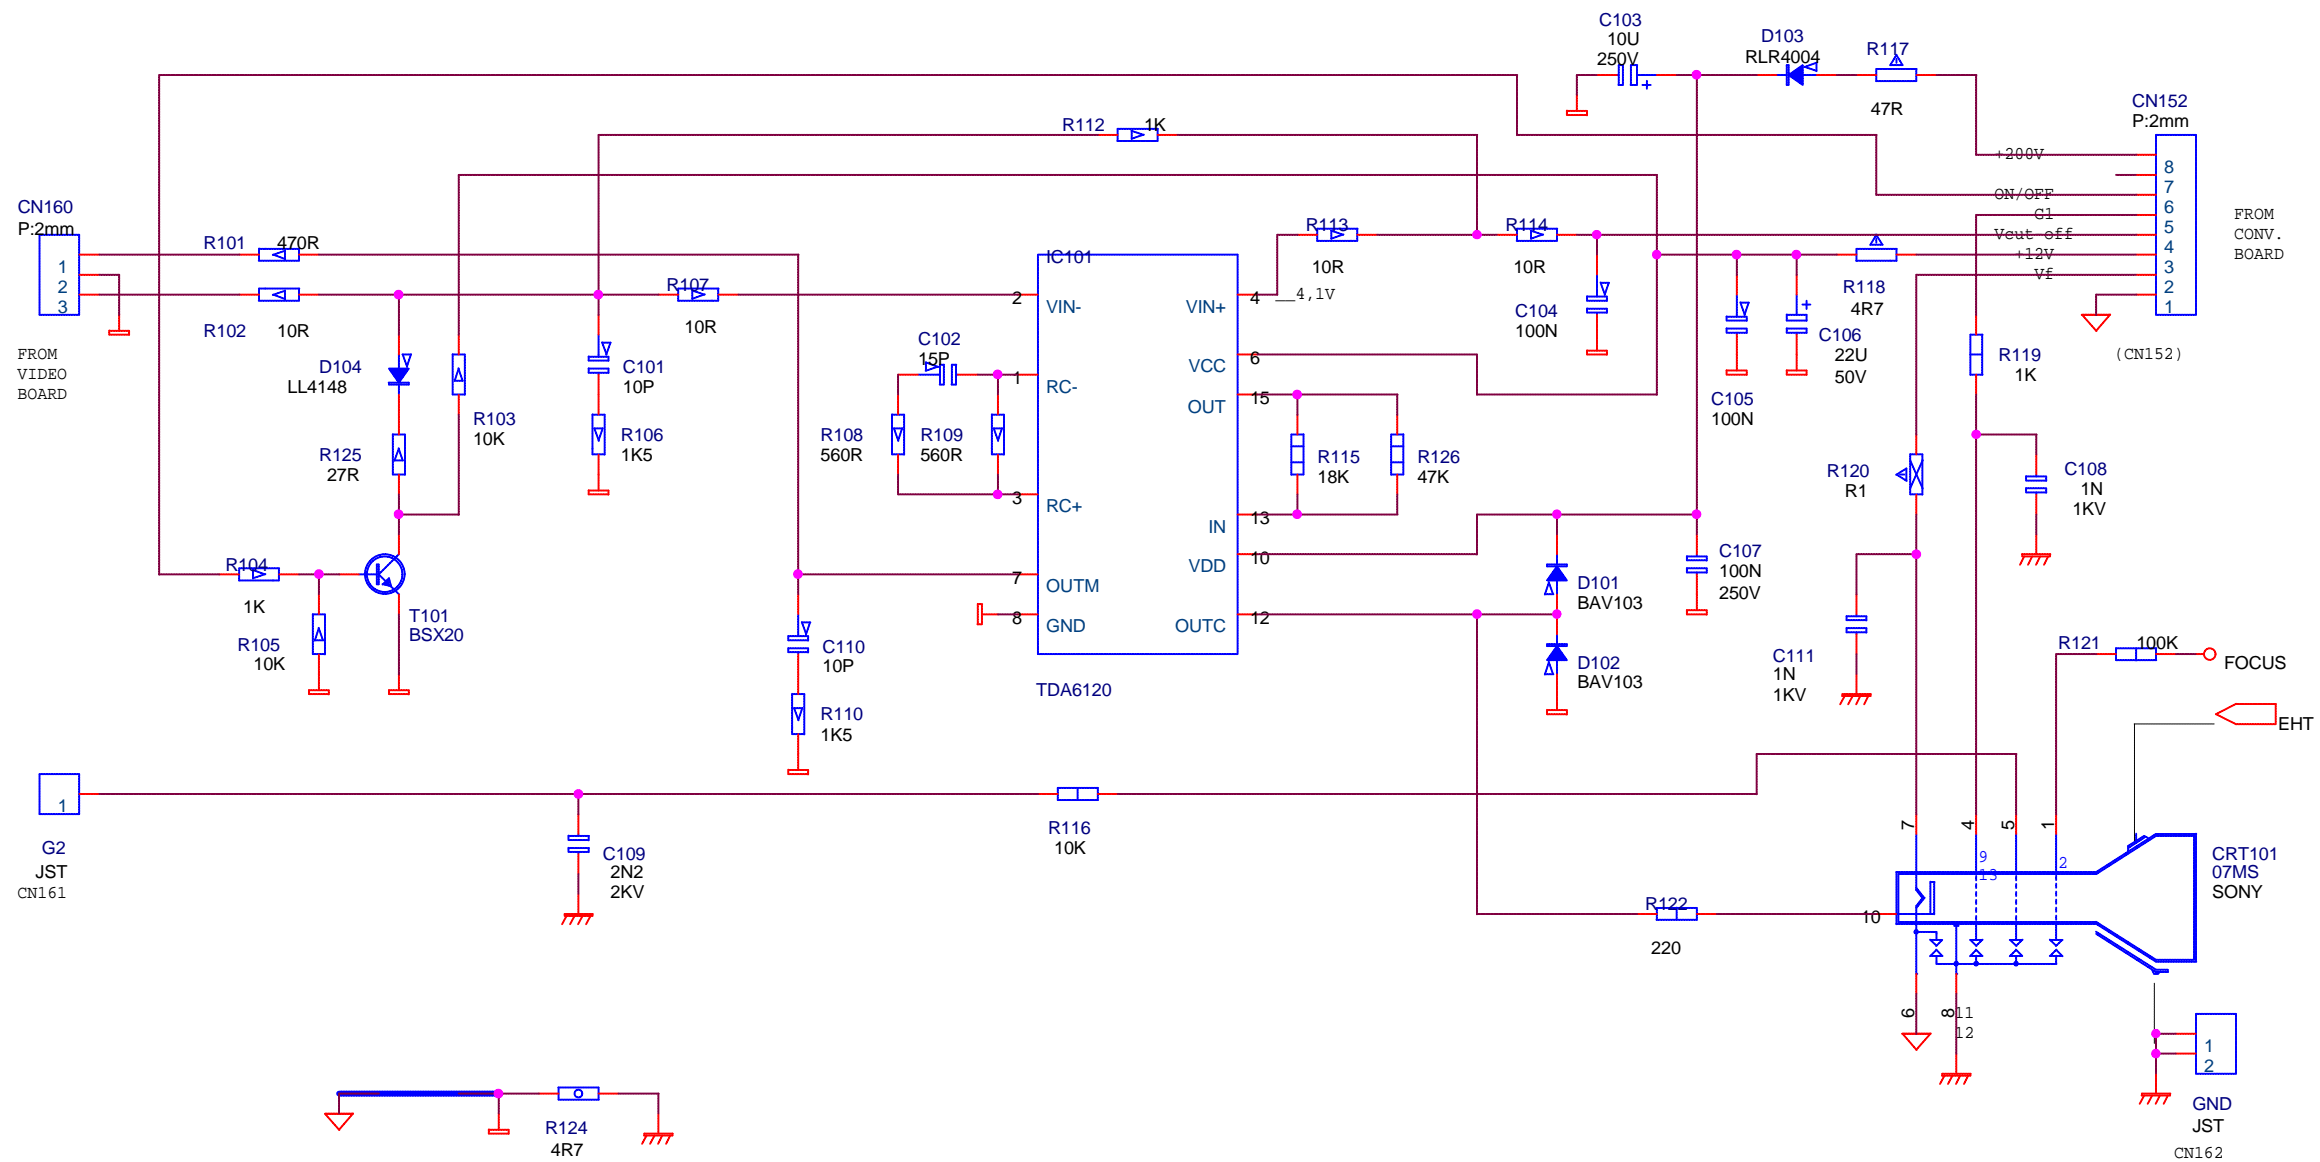 C103
10U
250V
D103
RLR4004
R117
47R
CN152
P:2mm
+200V
8
7
ON/OFF
6
G1
5
Vcut-off
4
+12V
3
Vf
2
1
FROM
CONV.
BOARD
(CN152)
R112
1K
CN160
P:2mm
1
2
3
FROM
VIDEO
BOARD
R101
470R
R102
10R
R107
10R
D104
LL4148
R103
10K
R125
27R
C101
10P
R106
1K5
C102
15P
R108
560R
R109
560R
R104
1K
R105
10K
T101
BSX20
C110
10P
R110
1K5
IC101
2
VIN-
1
RC-
3
RC+
7
OUTM
8
GND
VIN+
4
__4,1V
VCC
6
OUT
15
IN
13
VDD
10
OUTC
12
TDA6120
R113
10R
R114
10R
C104
100N
C105
100N
C106
22U
50V
R118
4R7
R119
1K
R115
18K
R126
47K
R120
R1
C108
1N
1KV
C107
100N
250V
D101
BAV103
D102
BAV103
C111
1N
1KV
R121
100K
FOCUS
EHT
1
G2
JST
CN161
C109
2N2
2KV
R116
10K
R122
220
7
4
5
1
9
13
2
10
CRT101
07MS
SONY
6
8
11
12
1
2
GND
JST
CN162
R124
4R7